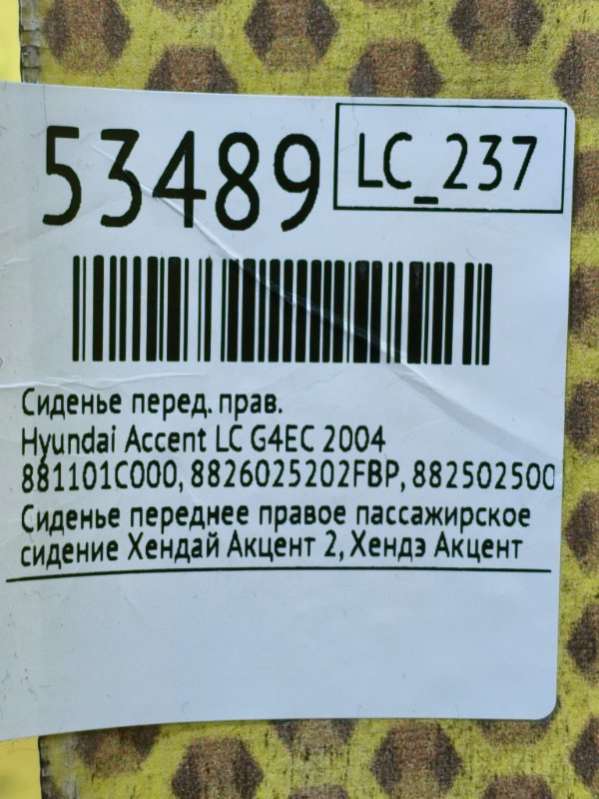 53489
LC_237
Сиденье перед. прав.
Hyundai Accent LC G4EC 2004
881101C000, 8826025202FBP, 882502500
Сиденье переднее правое пассажирское
сидение Хендай Акцент 2, Хендэ Акцент